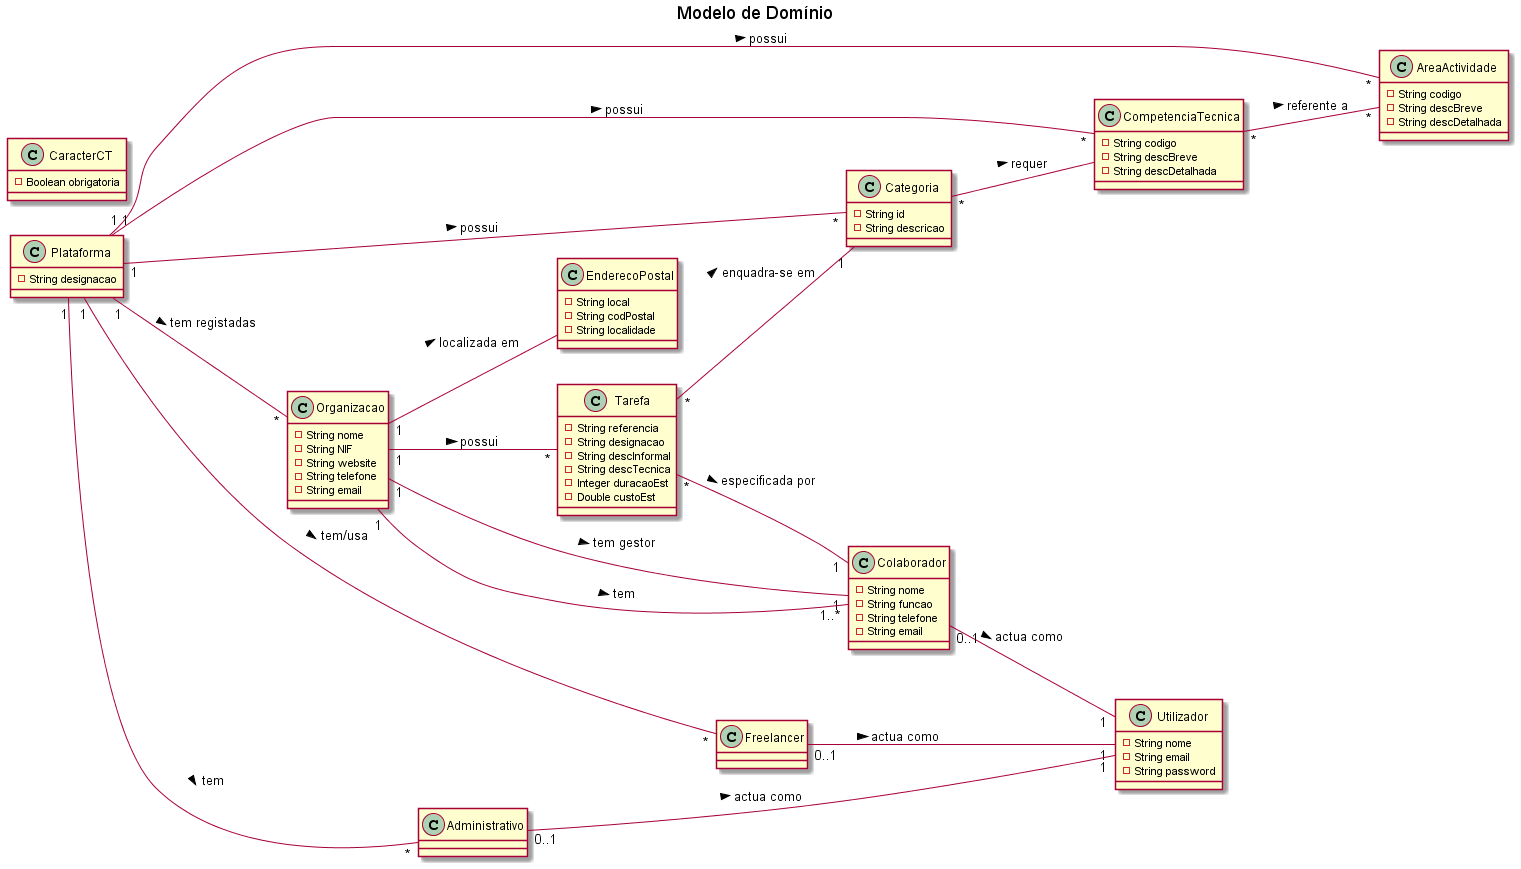 Modelo de Domínio
possui
C AreaActividade
String codigo
String descBreve
String descDetalhada
*
possui
C CompetenciaTecnica
String codigo
String descBreve
String descDetalhada
*
*
referente a
*
C CaracterCT
Boolean obrigatoria
requer
C Categoria
String id
String descricao
*
*
1
1
1
possui
C Plataforma
String designacao
1
1
1
1
enquadra-se em
C EnderecoPostal
String local
String codPostal
String localidade
tem registadas
localizada em
*
C Organizacao
String nome
String NIF
String website
String telefone
String email
1
1
1
1
possui
*
C Tarefa
String referencia
String designacao
String descInformal
String descTecnica
Integer duracaoEst
Double custoEst
*
*
especificada por
tem/usa
tem gestor
tem
1
1
1..*
C Colaborador
String nome
String funcao
String telefone
String email
0..1
actua como
1
C Utilizador
String nome
String email
String password
*
C Freelancer
0..1
actua como
1
1
tem
actua como
*
C Administrativo
0..1